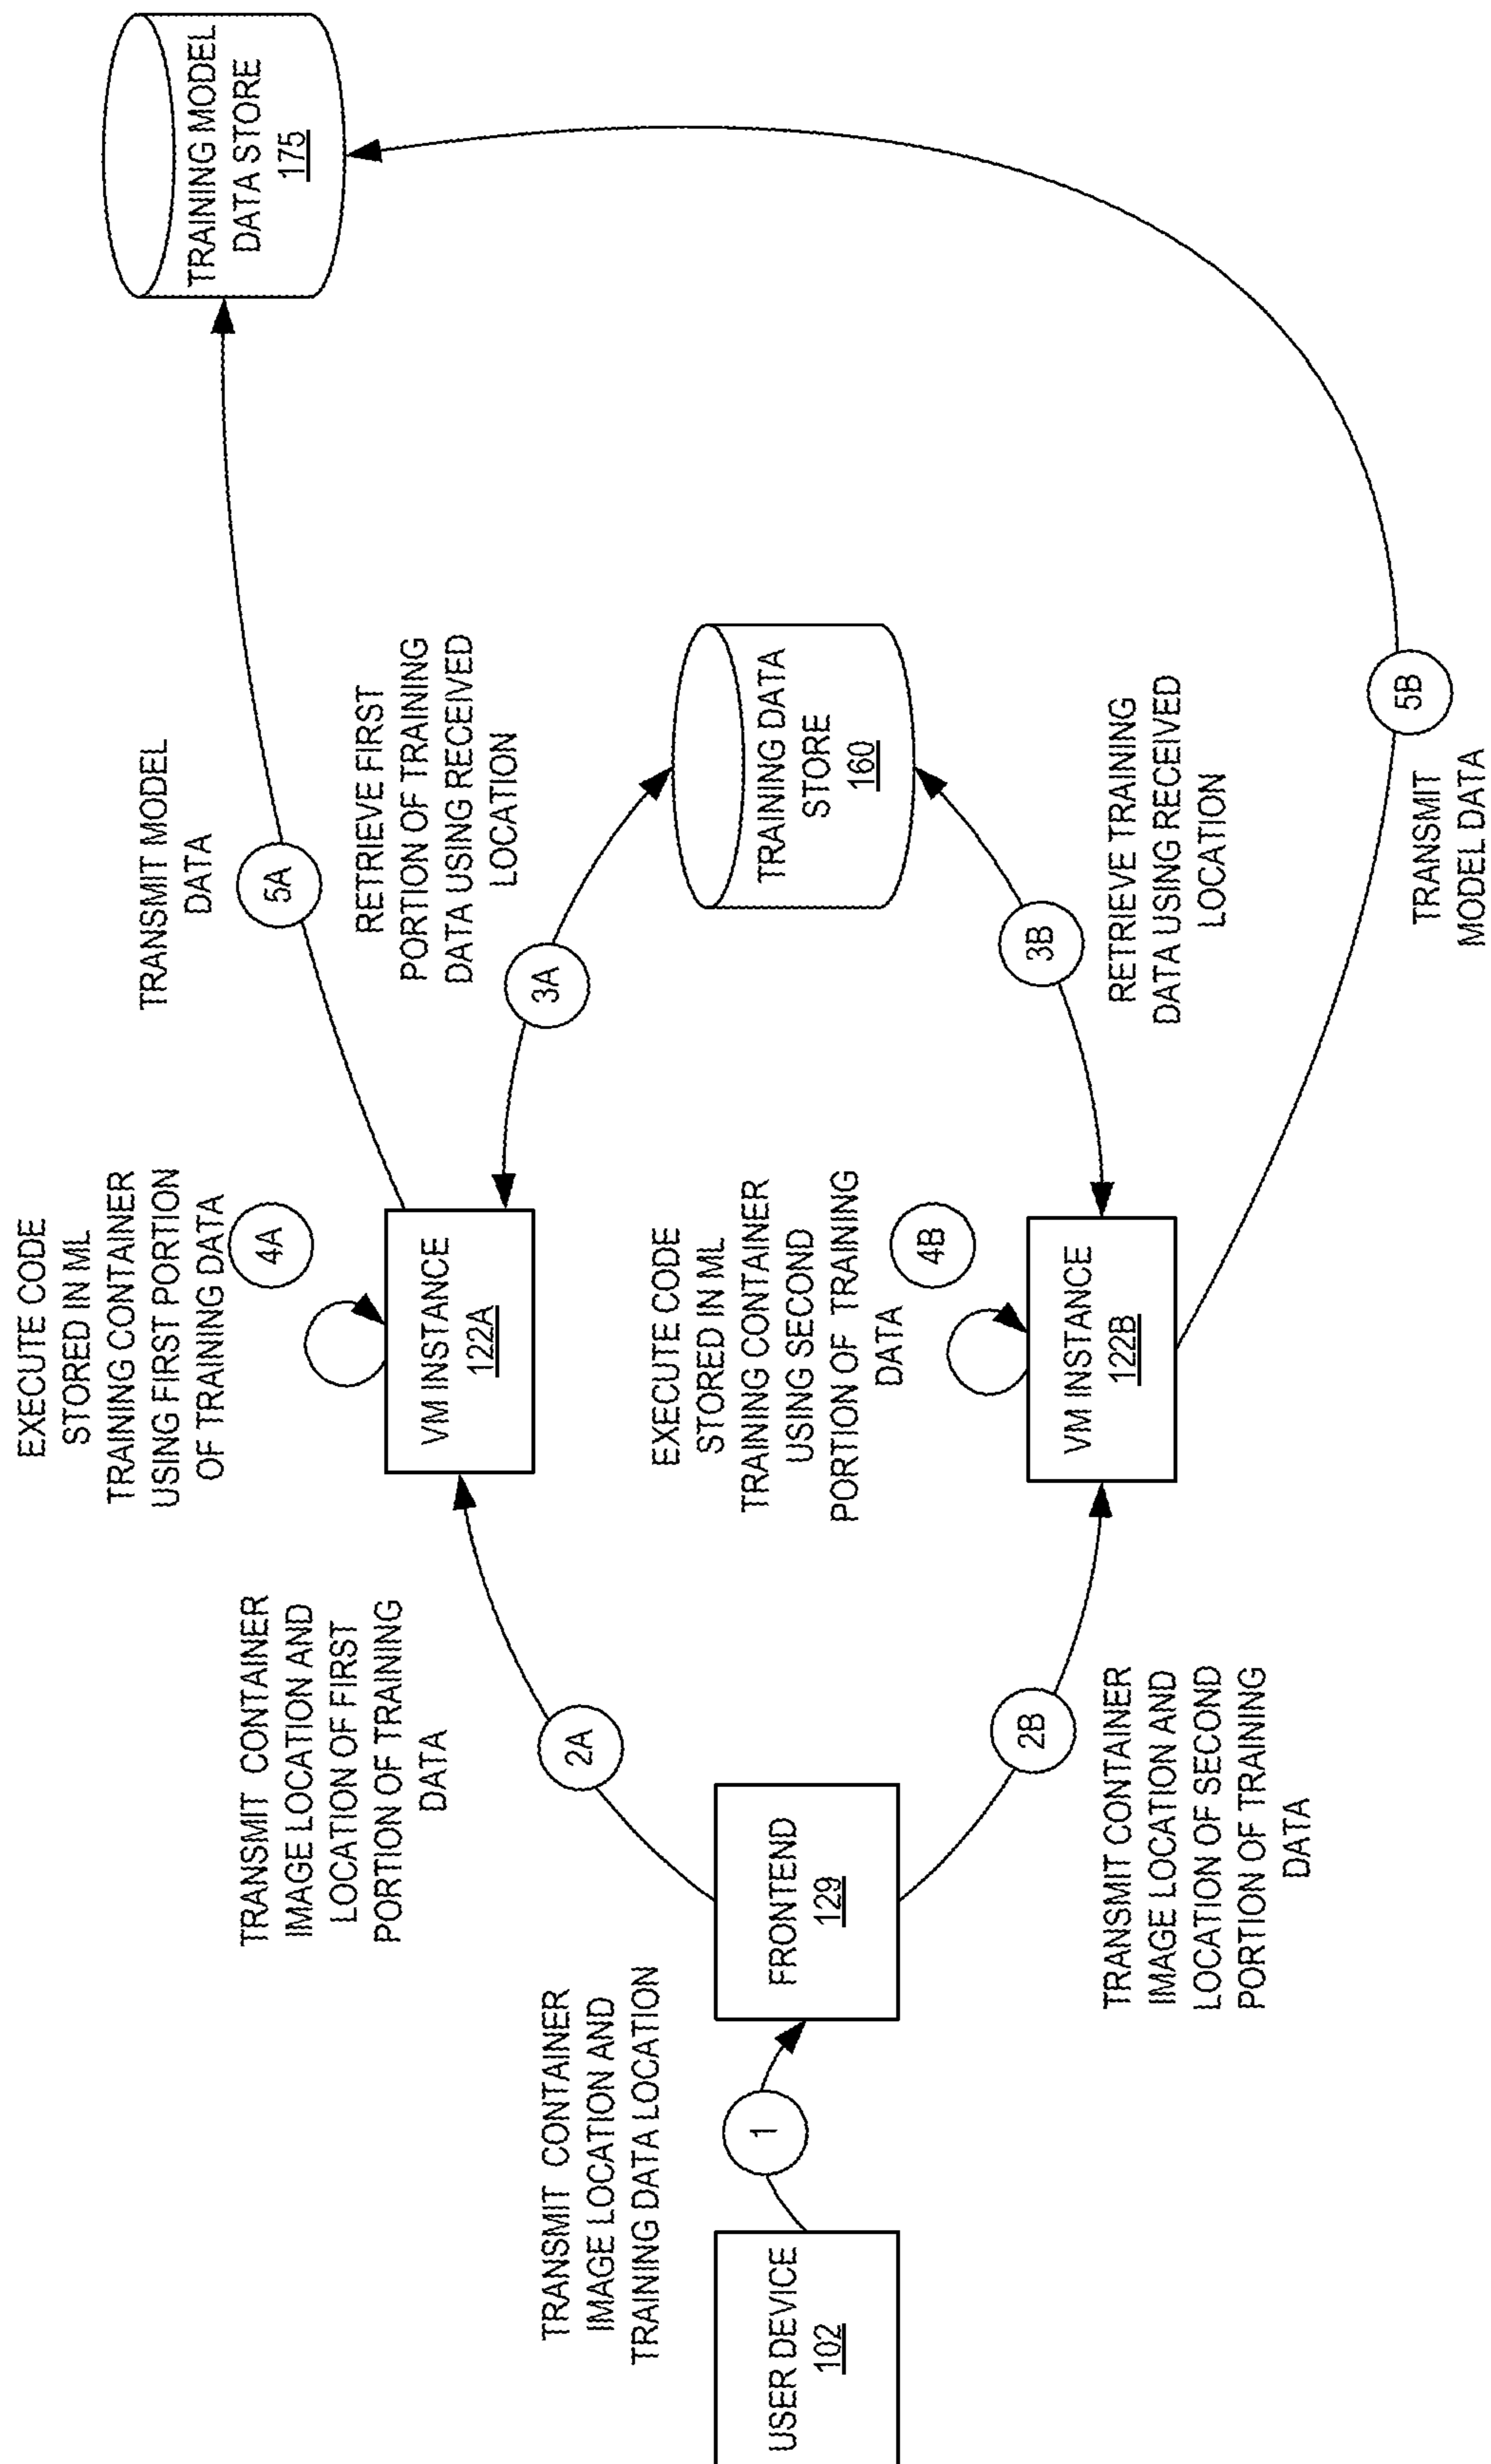 USER DEVICE
102
TRANSMIT CONTAINER
IMAGE LOCATION AND
TRAINING DATA LOCATION
1
FRONTEND
129
TRANSMIT CONTAINER
IMAGE LOCATION AND
LOCATION OF FIRST
PORTION OF TRAINING
DATA
2A
TRANSMIT CONTAINER
IMAGE LOCATION AND
LOCATION OF SECOND
PORTION OF TRAINING
DATA
2B
EXECUTE CODE
STORED IN ML
TRAINING CONTAINER
USING FIRST PORTION
OF TRAINING DATA
4A
VM INSTANCE
122A
EXECUTE CODE
STORED IN ML
TRAINING CONTAINER
USING SECOND
PORTION OF TRAINING
DATA
4B
VM INSTANCE
122B
RETRIEVE FIRST
PORTION OF TRAINING
DATA USING RECEIVED
LOCATION
3A
TRAINING DATA
STORE
160
3B
RETRIEVE TRAINING
DATA USING RECEIVED
LOCATION
TRANSMIT MODEL
DATA
5A
TRANSMIT
MODEL DATA
5B
TRAINING MODEL
DATA STORE
175